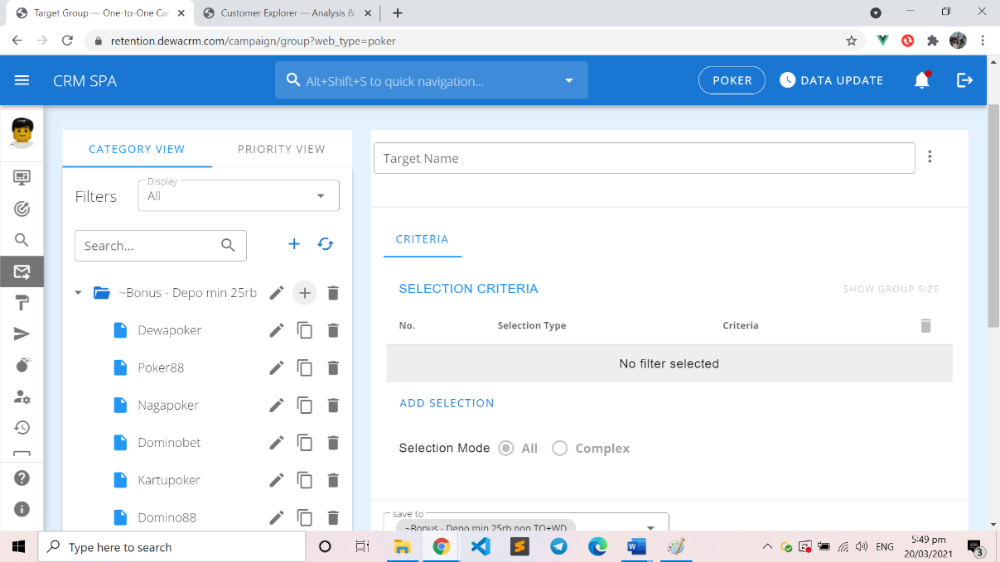 Target Group — One-to-One Can
Customer Explorer — Analysis &
retention.dewacrm.com/campaign/group?web_type=poker
CRM SPA
Alt+Shift+S to quick navigation...
POKER
DATA UPDATE
CATEGORY VIEW
PRIORITY VIEW
Filters
Display
All
Search...
~Bonus - Depo min 25rb
Dewapoker
Poker88
Nagapoker
Dominobet
Kartupoker
Domino88
Target Name
CRITERIA
SELECTION CRITERIA
SHOW GROUP SIZE
No. Selection Type Criteria
No filter selected
ADD SELECTION
Selection Mode All Complex
save to
~Bonus - Depo min 25rb non TO+WD
Type here to search
ENG
5:49 pm
20/03/2021
3